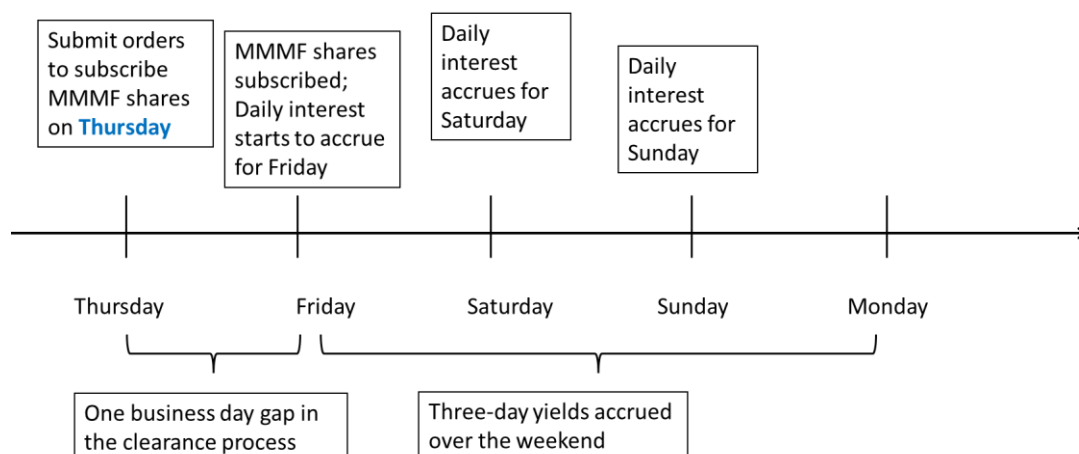 Submit orders
to subscribe
MMMF shares
on Thursday
MMMF shares
subscribed;
Daily interest
starts to accrue
for Friday
Daily
interest
accrues for
Saturday
Daily
interest
accrues for
Sunday
Thursday
Friday
Saturday
Sunday
Monday
One business day gap in
the clearance process
Three-day yields accrued
over the weekend